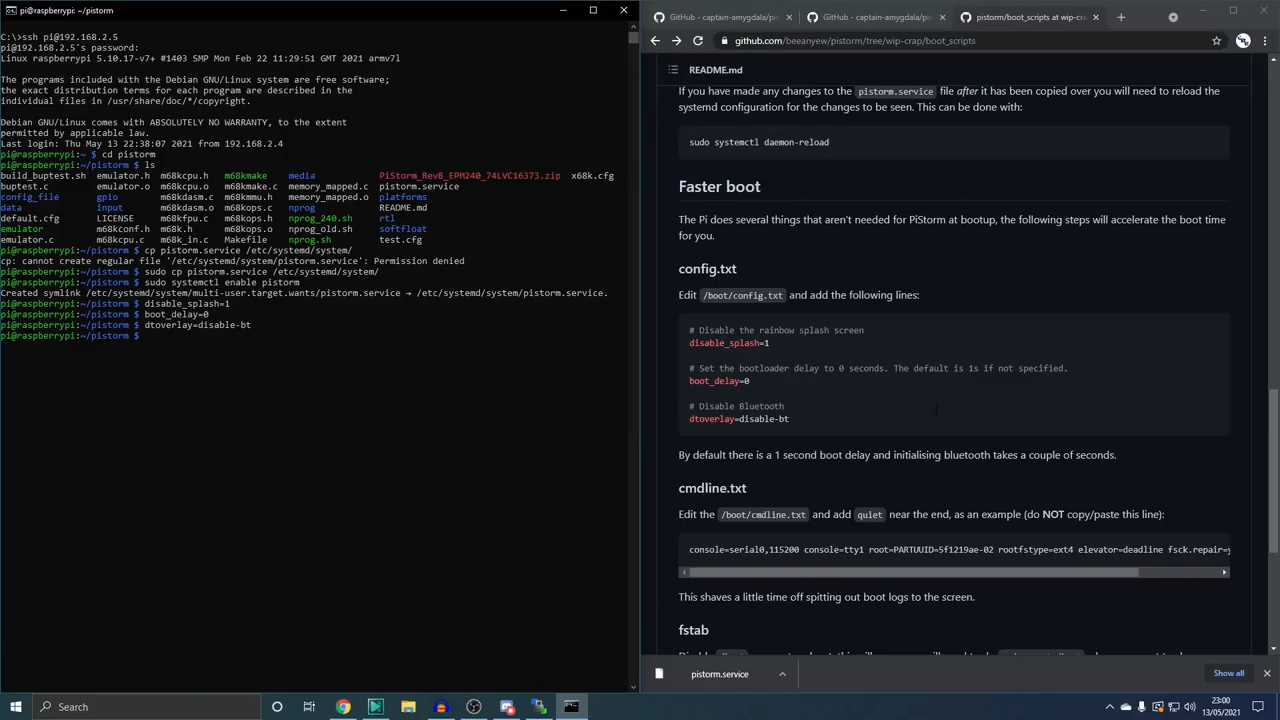 pi@raspberrypi: ~/pistorm
C:\>ssh pi@192.168.2.5
pi@192.168.2.5's password:
Linux raspberrypi 5.10.17-v7+ #1403 SMP Mon Feb 22 11:29:51 GMT 2021 armv7l
The programs included with the Debian GNU/Linux system are free software;
the exact distribution terms for each program are described in the
individual files in /usr/share/doc/*/copyright.
Debian GNU/Linux comes with ABSOLUTELY NO WARRANTY, to the extent
permitted by applicable law.
Last login: Thu May 13 22:38:07 2021 from 192.168.2.4
pi@raspberrypi:~ $ cd pistorm
pi@raspberrypi:~/pistorm $ ls
build_buptest.sh emulator.h m68kcpu.h m68kmake media PiStorm_RevB_EPM240_74LVC16373.zip x68k.cfg
buptest.c emulator.o m68kcpu.o m68kmake.c memory_mapped.c pistorm.service
config_file gpio m68kdasm.c m68kmmu.h memory_mapped.o platforms
data input m68kdasm.o m68kops.c nprog README.md
default.cfg LICENSE m68kfpu.c m68kops.h nprog_240.sh rtl
emulator m68kconf.h m68k.h m68kops.o nprog_old.sh softfloat
emulator.c m68kcpu.c m68k_in.c Makefile nprog.sh test.cfg
pi@raspberrypi:~/pistorm $ cp pistorm.service /etc/systemd/system/
cp: cannot create regular file '/etc/systemd/system/pistorm.service': Permission denied
pi@raspberrypi:~/pistorm $ sudo cp pistorm.service /etc/systemd/system/
pi@raspberrypi:~/pistorm $ sudo systemctl enable pistorm
Created symlink /etc/systemd/system/multi-user.target.wants/pistorm.service → /etc/systemd/system/pistorm.service.
pi@raspberrypi:~/pistorm $ disable_splash=1
pi@raspberrypi:~/pistorm $ boot_delay=0
pi@raspberrypi:~/pistorm $ dtoverlay=disable-bt
pi@raspberrypi:~/pistorm $
GitHub - captain-amygdala/pis
GitHub - captain-amygdala/pis
pistorm/boot_scripts at wip-crap
github.com/beeanyew/pistorm/tree/wip-crap/boot_scripts
README.md
If you have made any changes to the pistorm.service file after it has been copied over you will need to reload the
systemd configuration for the changes to be seen. This can be done with:
sudo systemctl daemon-reload
Faster boot
The Pi does several things that aren't needed for PiStorm at bootup, the following steps will accelerate the boot time
for you.
config.txt
Edit /boot/config.txt and add the following lines:
# Disable the rainbow splash screen
disable_splash=1
# Set the bootloader delay to 0 seconds. The default is 1s if not specified.
boot_delay=0
# Disable Bluetooth
dtoverlay=disable-bt
By default there is a 1 second boot delay and initialising bluetooth takes a couple of seconds.
cmdline.txt
Edit the /boot/cmdline.txt and add quiet near the end, as an example (do NOT copy/paste this line):
console=serial0,115200 console=tty1 root=PARTUUID=5f1219ae-02 rootfstype=ext4 elevator=deadline fsck.repair=y
This shaves a little time off spitting out boot logs to the screen.
fstab
pistorm.service
Show all
Search
23:00
13/05/2021